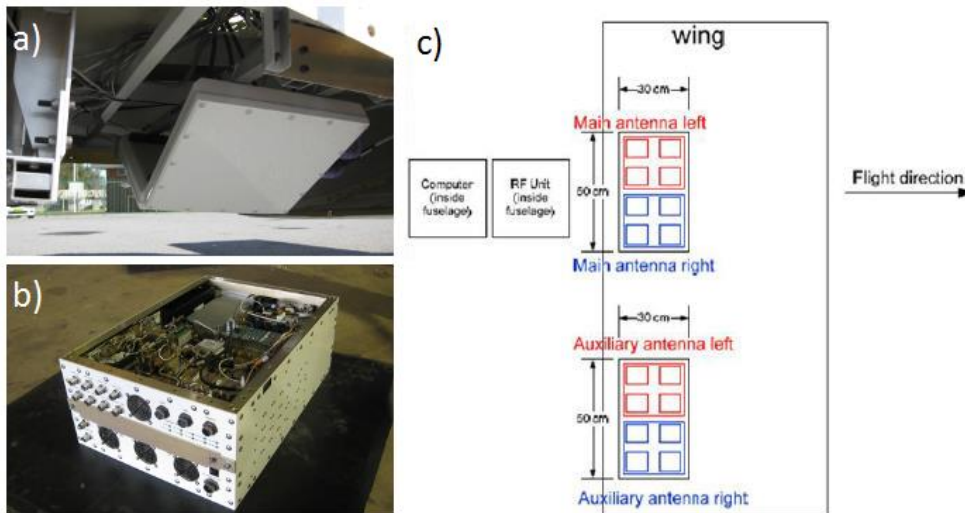 a)
b)
c)
wing
30 cm
Main antenna left
50 cm
Computer
(inside
fuselage)
RF Unit
(inside
fuselage)
Flight direction
Main antenna right
30 cm
Auxiliary antenna left
50 cm
Auxiliary antenna right